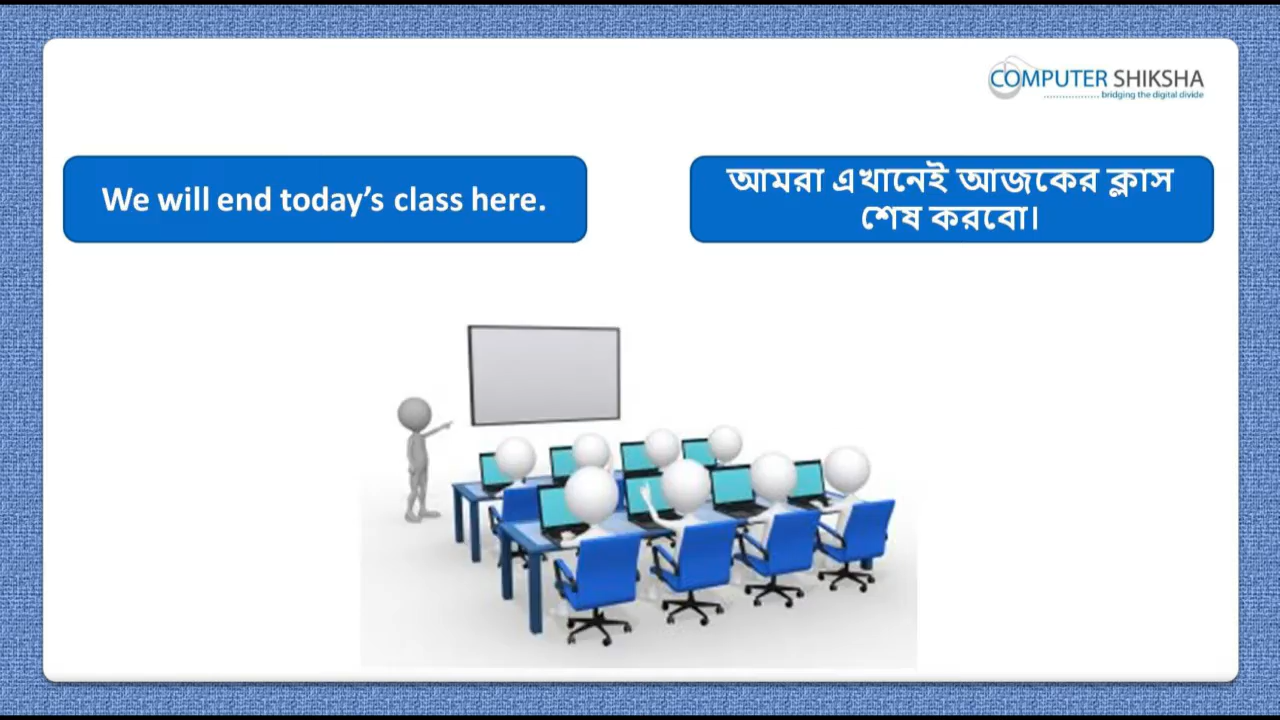 COMPUTER SHIKSHA
bridging the digital divide
We will end today's class here.
আমরা এখানেই আজকের ক্লাস
শেষ করবো।